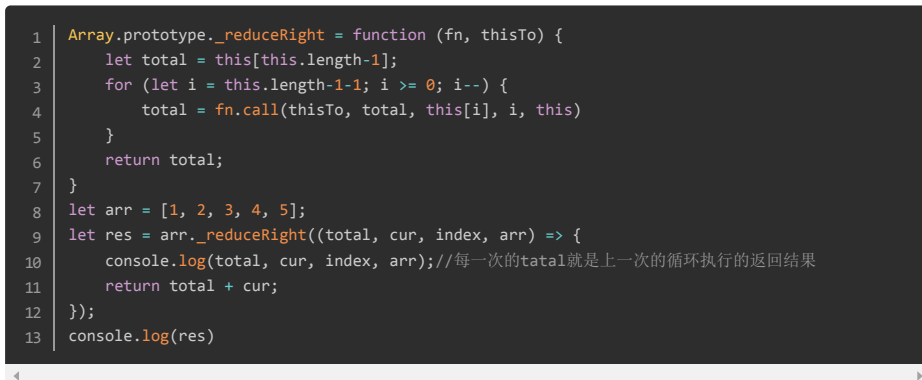 1 Array.prototype._reduceRight = function (fn, thisTo) {
2     let total = this[this.length-1];
3     for (let i = this.length-1-1; i >= 0; i--) {
4         total = fn.call(thisTo, total, this[i], i, this)
5     }
6     return total;
7 }
8 let arr = [1, 2, 3, 4, 5];
9 let res = arr._reduceRight((total, cur, index, arr) => {
10     console.log(total, cur, index, arr);//每一次的tatal就是上一次的循环执行的返回结果
11     return total + cur;
12 });
13 console.log(res)